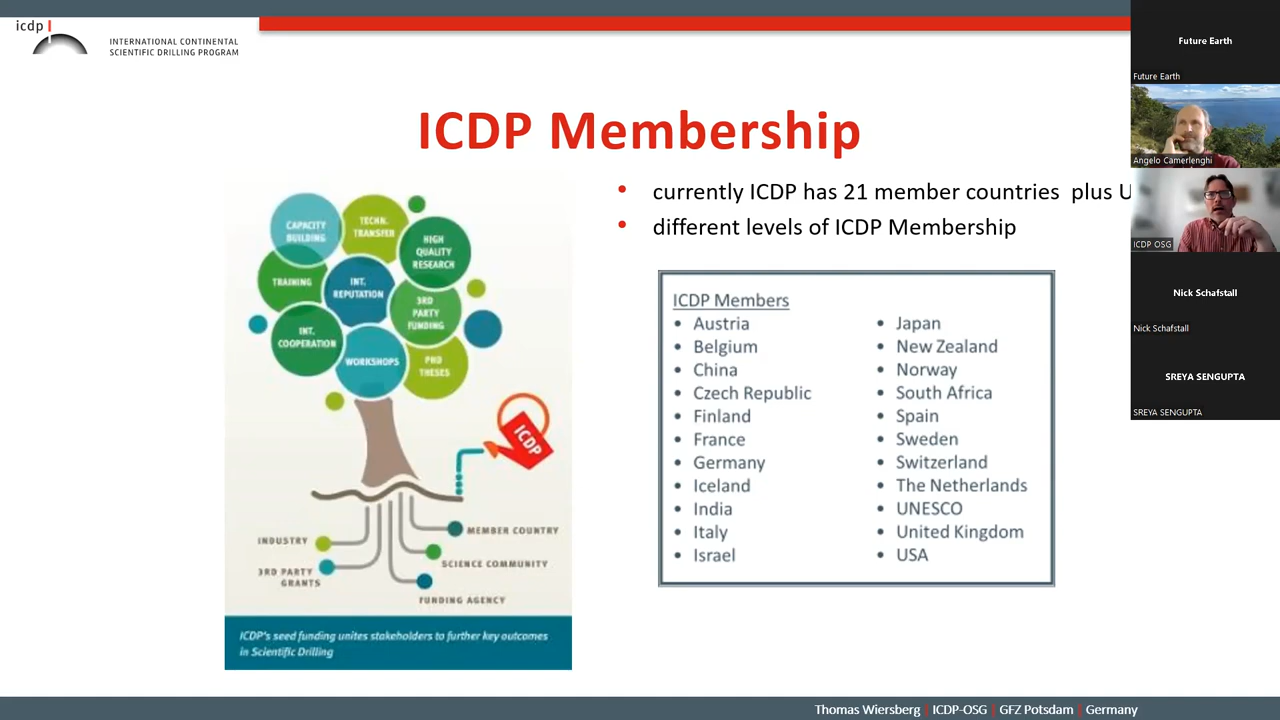 icdp
INTERNATIONAL CONTINENTAL
SCIENTIFIC DRILLING PROGRAM
ICDP Membership
• currently ICDP has 21 member countries plus U
• different levels of ICDP Membership
CAPACITY
BUILDING
TECHN.
TRANSFER
HIGH
QUALITY
RESEARCH
TRAINING
INT.
REPUTATION
3RD
PARTY
FUNDING
INT.
COOPERATION
WORKSHOPS
PHD
THESES
ICDP
MEMBER COUNTRY
INDUSTRY
SCIENCE COMMUNITY
3RD PARTY
GRANTS
FUNDING AGENCY
ICDP's seed funding unites stakeholders to further key outcomes
in Scientific Drilling
ICDP Members
• Austria
• Belgium
• China
• Czech Republic
• Finland
• France
• Germany
• Iceland
• India
• Italy
• Israel
• Japan
• New Zealand
• Norway
• South Africa
• Spain
• Sweden
• Switzerland
• The Netherlands
• UNESCO
• United Kingdom
• USA
Future Earth
Future Earth
Angelo Camerlenghi
ICDP OSG
Nick Schafstall
Nick Schafstall
SREYA SENGUPTA
SREYA SENGUPTA
Thomas Wiersberg | ICDP-OSG | GFZ Potsdam | Germany